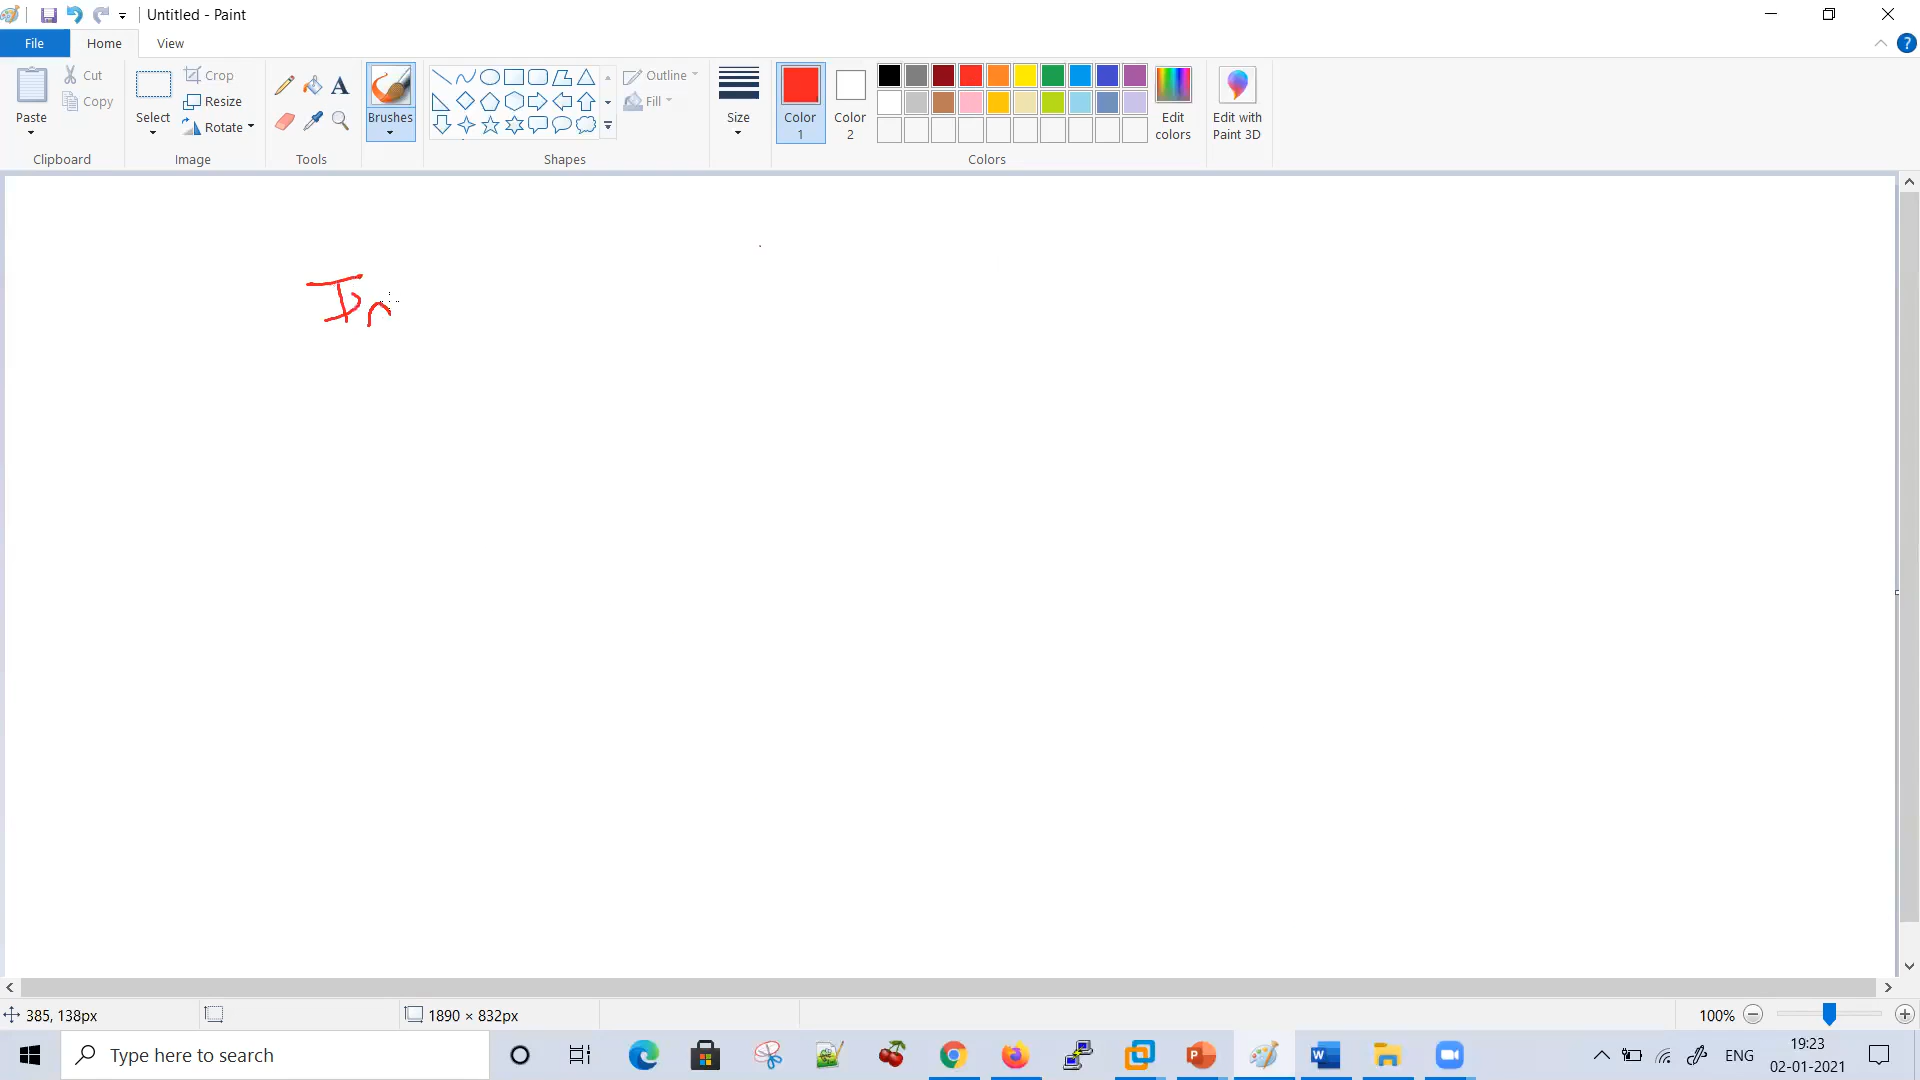 Untitled - Paint
File
Home
View
Paste
Cut
Copy
Clipboard
Select
Crop
Resize
Rotate
Image
Tools
Brushes
Shapes
Outline
Fill
Size
Color
1
Color
2
Colors
Edit
colors
Edit with
Paint 3D
In
385, 138px
1890 × 832px
100%
Type here to search
ENG
19:23
02-01-2021